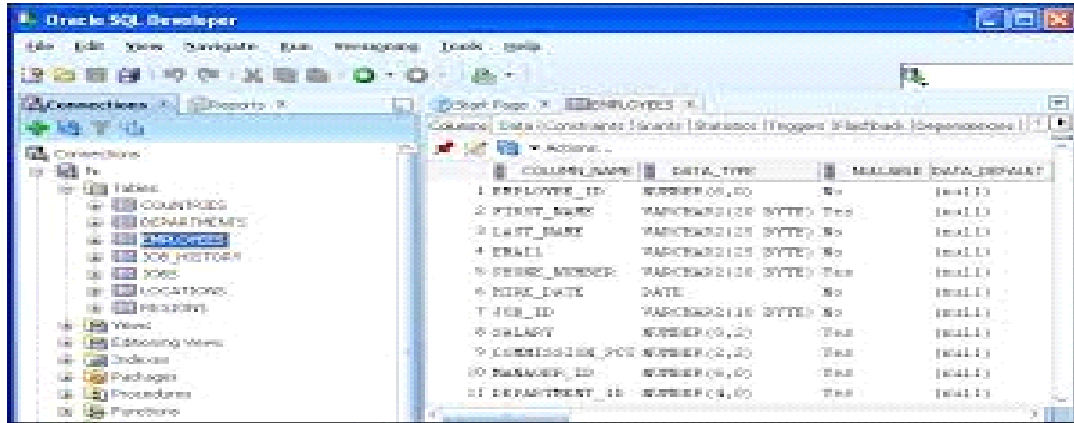 Oracle SQL Developer
File Edit View Navigate Run Versioning Tools Help
Connections Reports
Start Page EMPLOYEES
Columns Data Constraints Grants Statistics Triggers Flashback Dependencies
Actions...
Connections
COLUMN_NAME DATA_TYPE NULLABLE DATA_DEFAULT
Tables
COUNTRIES
DEPARTMENTS
EMPLOYEES
JOB_HISTORY
JOBS
LOCATIONS
REGIONS
Views
Editioning Views
Indexes
Packages
Procedures
Functions
1 EMPLOYEE_ID NUMBER(6,0) No (null)
2 FIRST_NAME VARCHAR2(20 BYTE) Yes (null)
3 LAST_NAME VARCHAR2(25 BYTE) No (null)
4 EMAIL VARCHAR2(25 BYTE) No (null)
5 PHONE_NUMBER VARCHAR2(20 BYTE) Yes (null)
6 HIRE_DATE DATE No (null)
7 JOB_ID VARCHAR2(10 BYTE) No (null)
8 SALARY NUMBER(8,2) Yes (null)
9 COMMISSION_PCT NUMBER(2,2) Yes (null)
10 MANAGER_ID NUMBER(6,0) Yes (null)
11 DEPARTMENT_ID NUMBER(4,0) Yes (null)